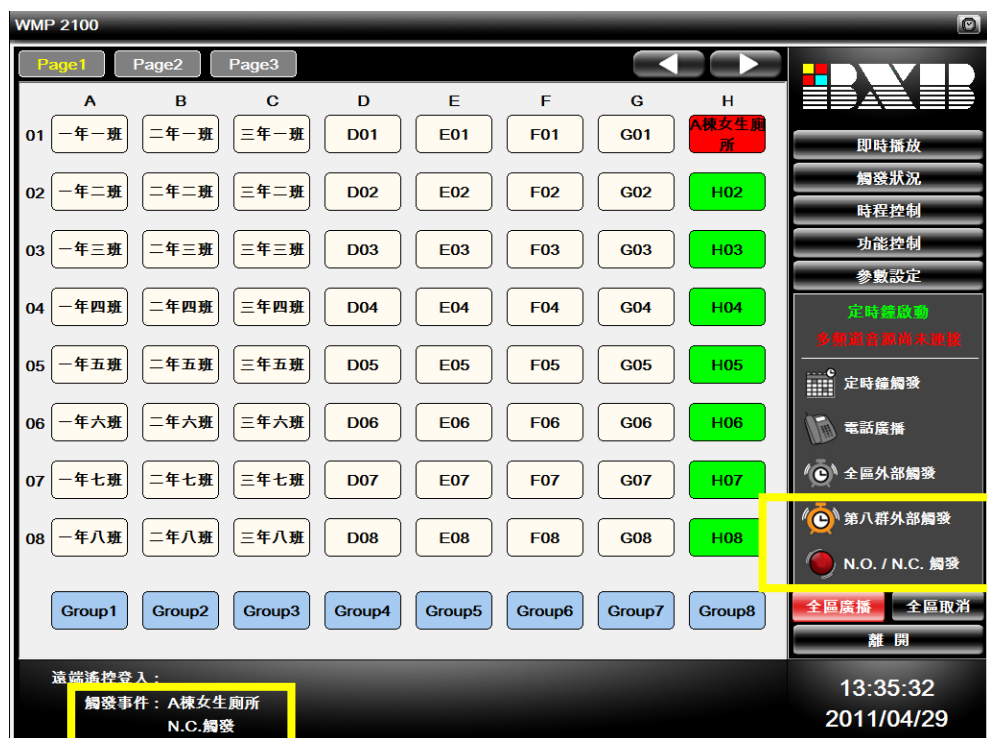 WMP 2100
Page1 Page2 Page3
A B C D E F G H
01 一年一班 二年一班 三年一班 D01 E01 F01 G01 A棟女生廁所
02 一年二班 二年二班 三年二班 D02 E02 F02 G02 H02
03 一年三班 二年三班 三年三班 D03 E03 F03 G03 H03
04 一年四班 二年四班 三年四班 D04 E04 F04 G04 H04
05 一年五班 二年五班 三年五班 D05 E05 F05 G05 H05
06 一年六班 二年六班 三年六班 D06 E06 F06 G06 H06
07 一年七班 二年七班 三年七班 D07 E07 F07 G07 H07
08 一年八班 二年八班 三年八班 D08 E08 F08 G08 H08
Group1 Group2 Group3 Group4 Group5 Group6 Group7 Group8
BXB
即時播放
觸發狀況
時程控制
功能控制
參數設定
定時鐘啟動
多頻道音源尚未連接
定時鐘觸發
電話廣播
全區外部觸發
第八群外部觸發
N.O. / N.C. 觸發
全區廣播 全區取消
離 開
遠端遙控登入：
觸發事件： A棟女生廁所
N.C.觸發
13:35:32
2011/04/29